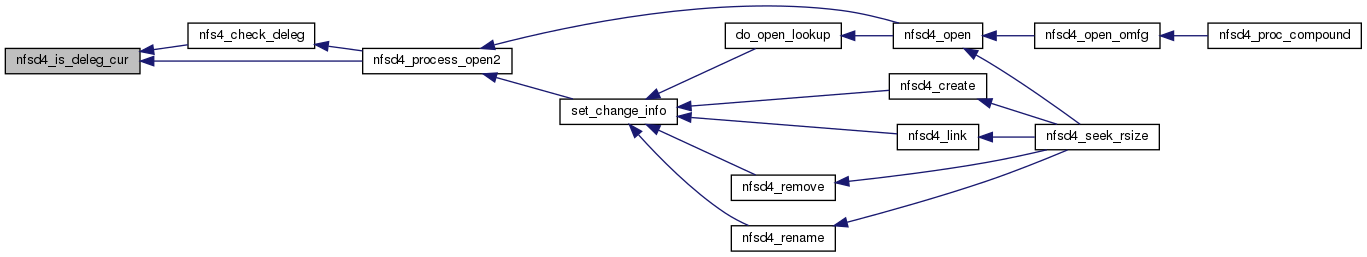 nfsd4_is_deleg_cur
nfs4_check_deleg
nfsd4_process_open2
set_change_info
do_open_lookup
nfsd4_open
nfsd4_open_omfg
nfsd4_proc_compound
nfsd4_create
nfsd4_link
nfsd4_seek_rsize
nfsd4_remove
nfsd4_rename